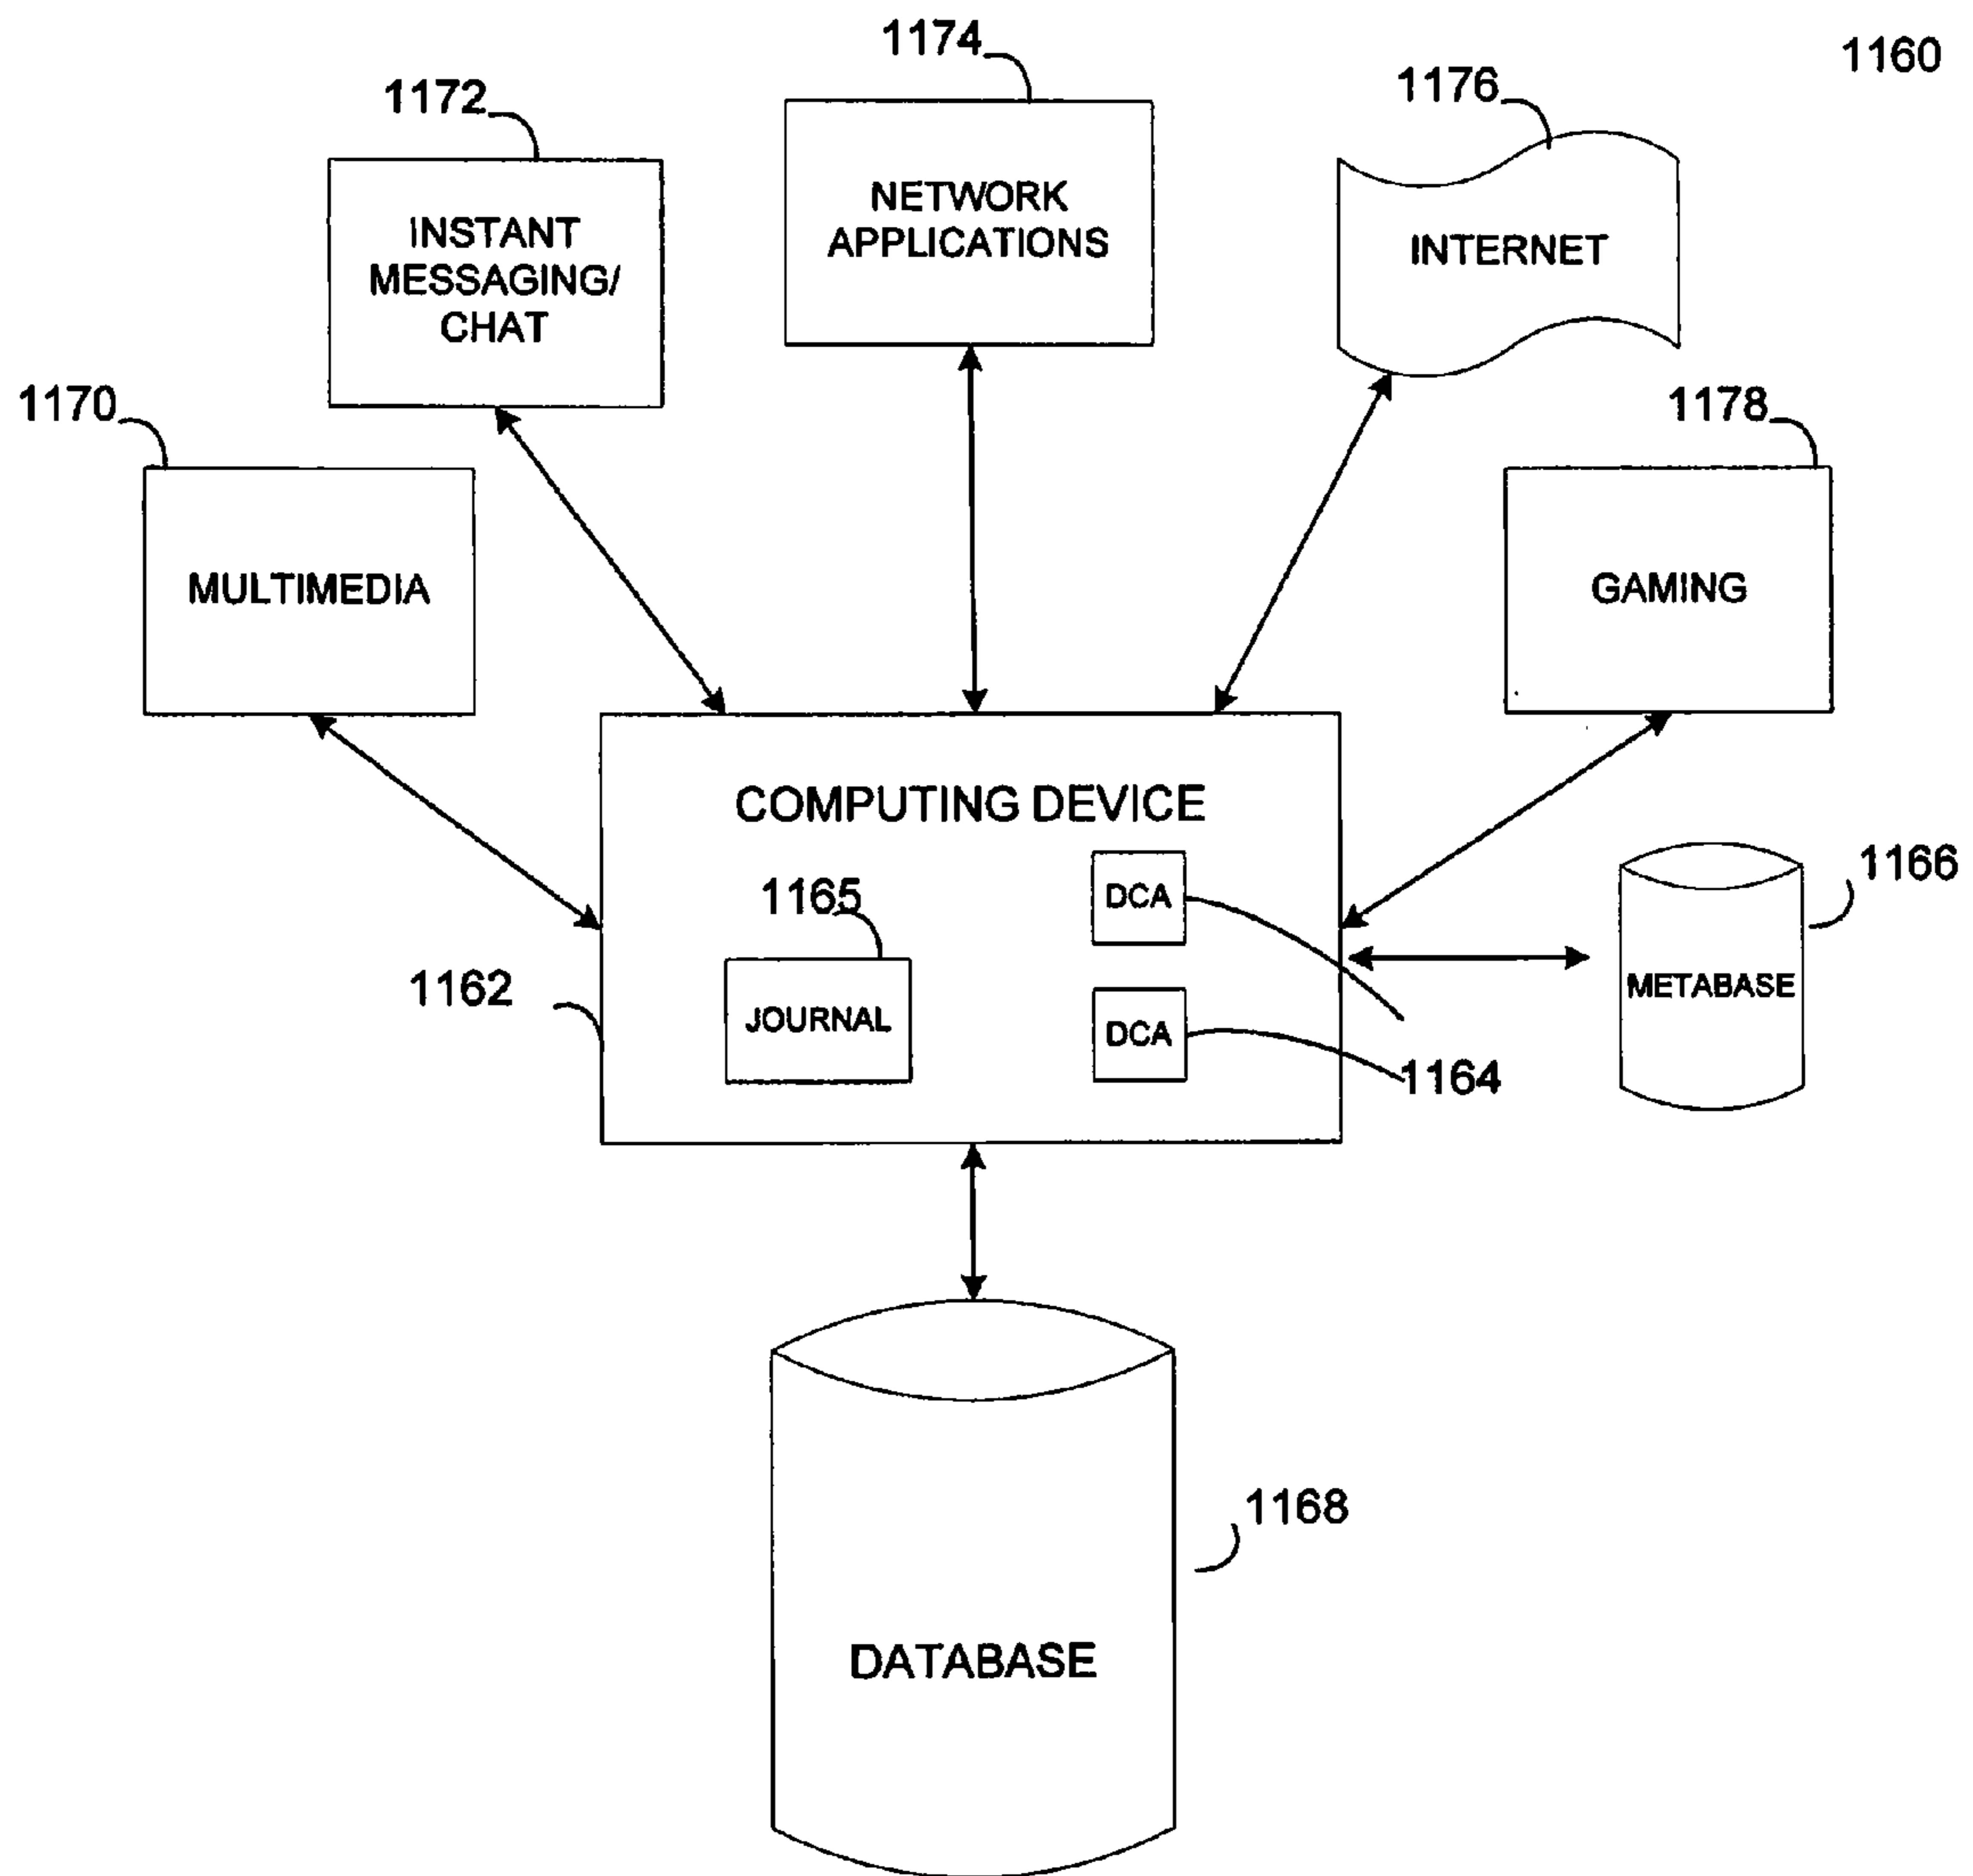 1174
1160
1172
1176
NETWORK
APPLICATIONS
INSTANT
MESSAGING/
CHAT
INTERNET
1170
1178
MULTIMEDIA
GAMING
COMPUTING DEVICE
1166
1165
DCA
METABASE
1162
JOURNAL
DCA
1164
1168
DATABASE